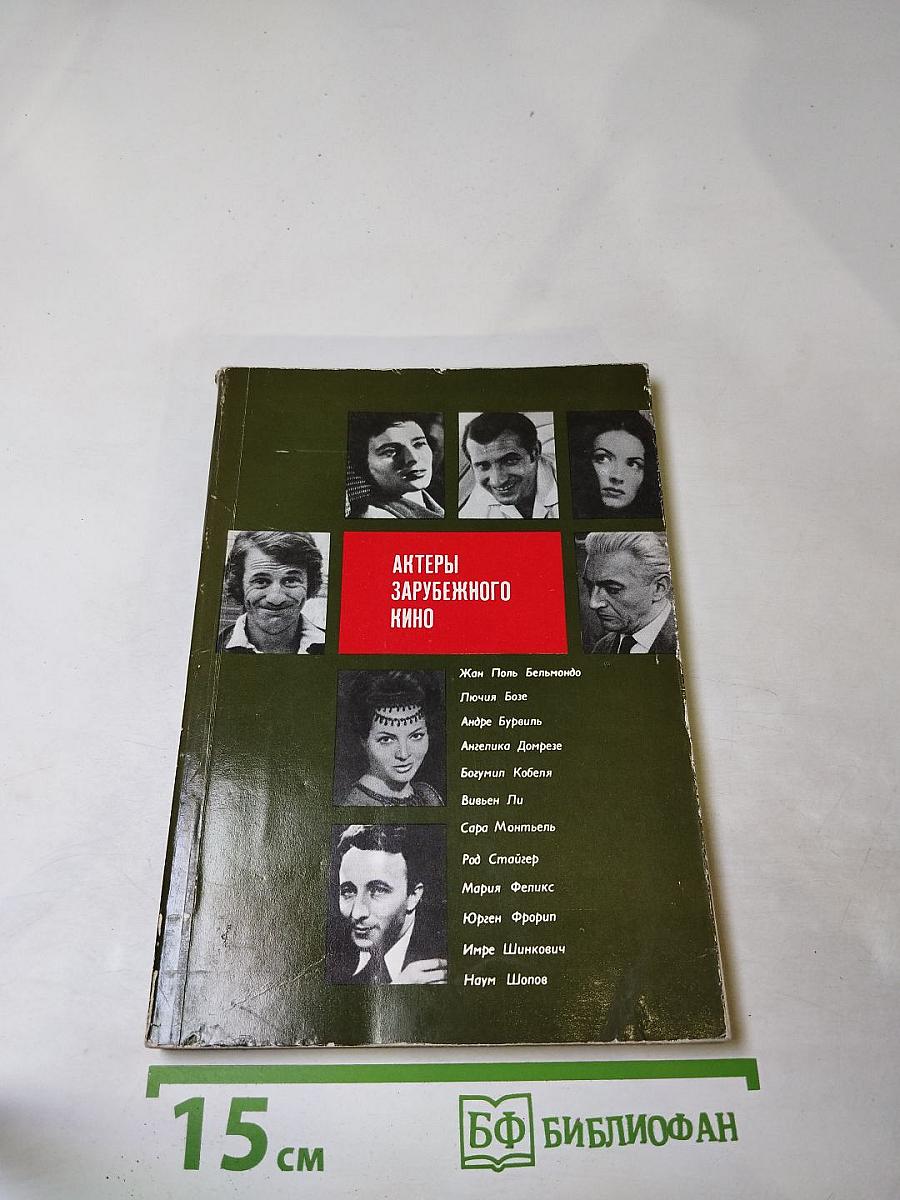 АКТЕРЫ
ЗАРУБЕЖНОГО
КИНО
Жан Поль Бельмондо
Лючия Бозе
Андре Бурвиль
Ангелика Домрезе
Богумил Кобеля
Вивьен Ли
Сара Монтьель
Род Стайгер
Мария Феликс
Юрген Фрорип
Имре Шинкович
Наум Шопов
15 см
БФ БИБЛИОФАН